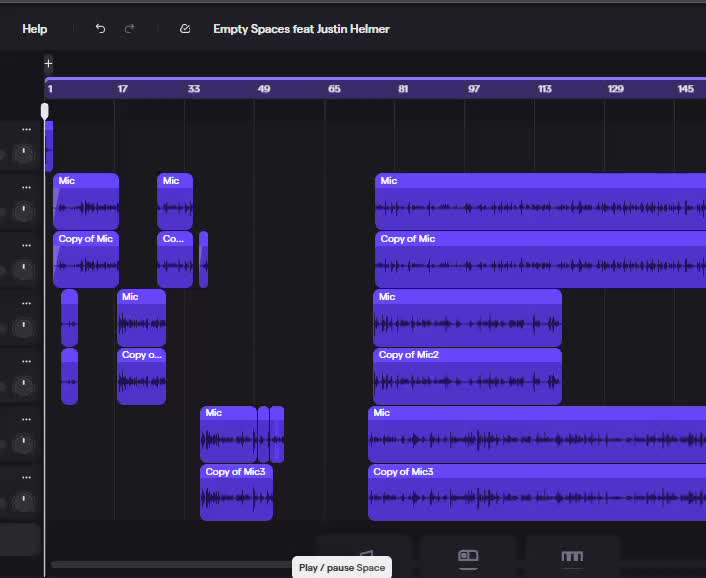 Help Empty Spaces feat Justin Helmer
+
1 17 33 49 65 81 97 113 129 145
Mic Mic Mic
Copy of Mic Co... Copy of Mic
Mic Mic
Copy o... Copy of Mic2
Mic Mic
Copy of Mic3 Copy of Mic3
Play / pause Space